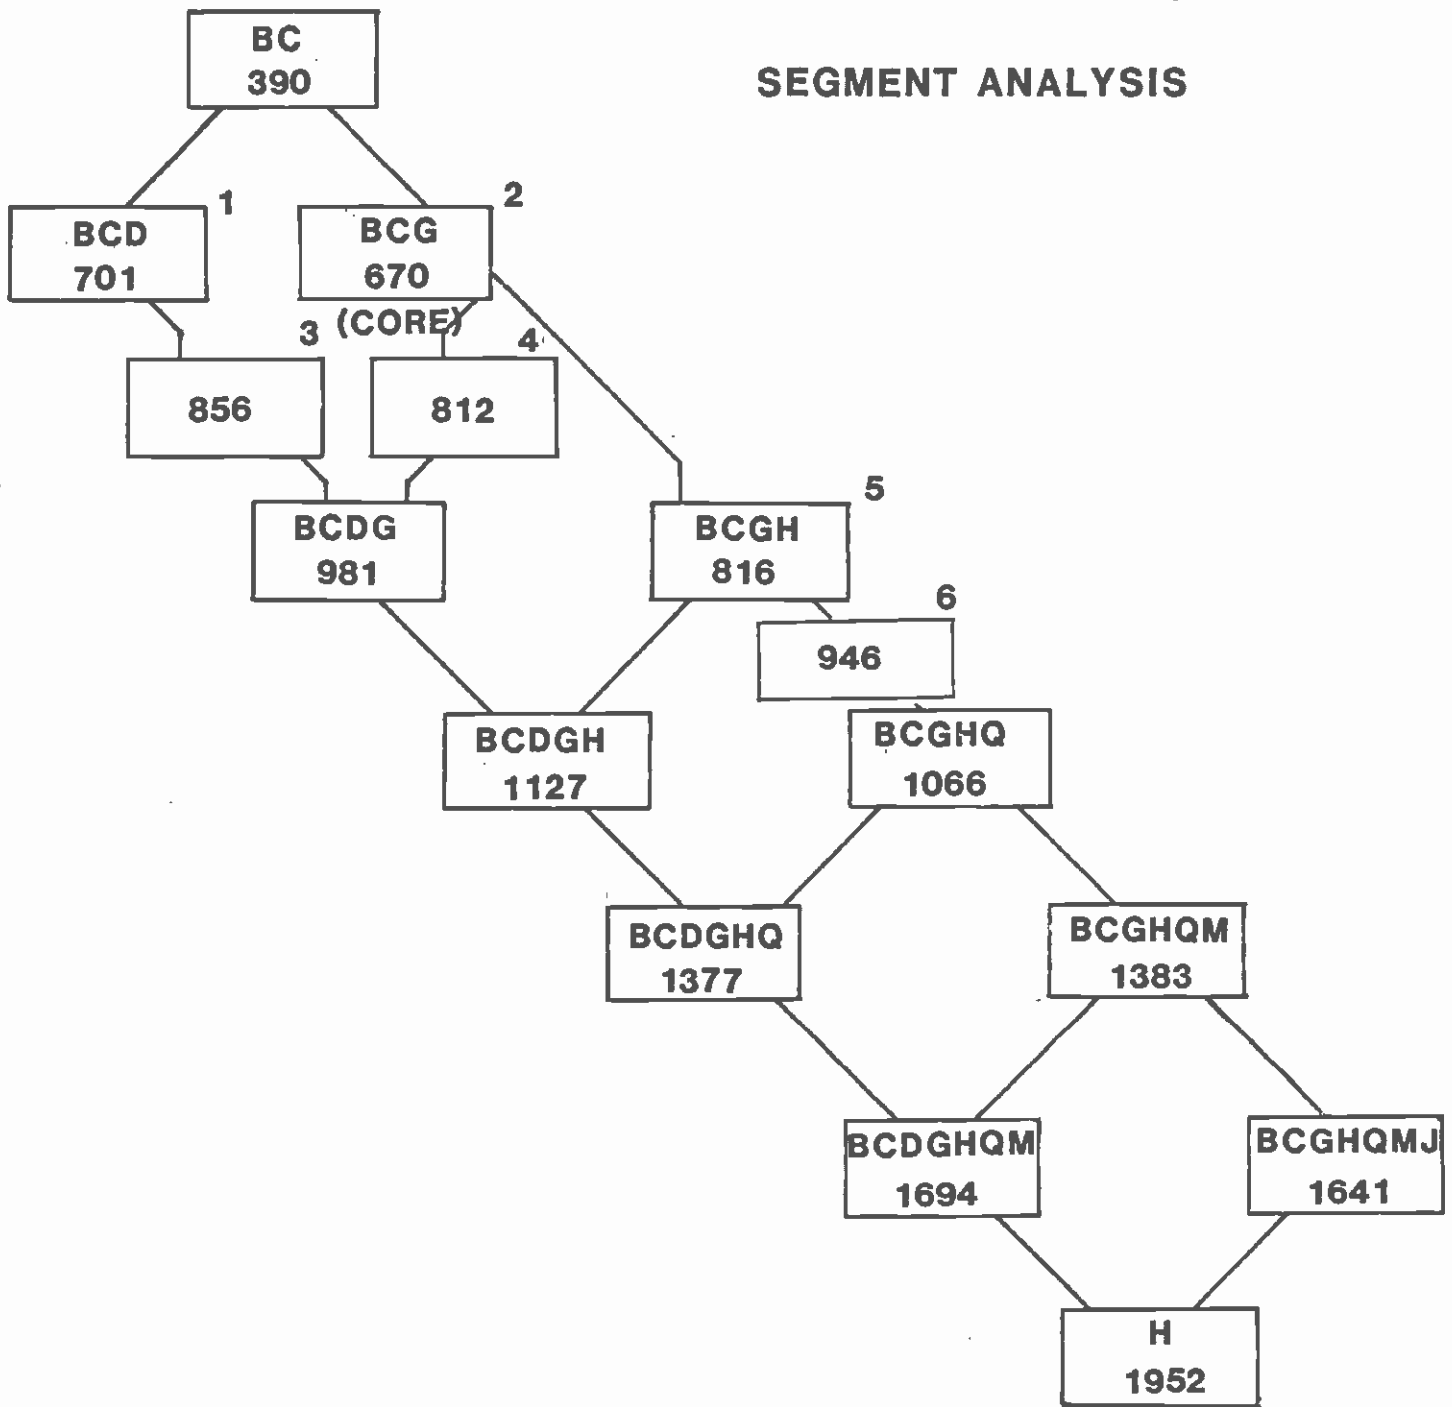 BC
390
SEGMENT ANALYSIS
1
BCD
701
2
BCG
670
(CORE)
3
856
4
812
BCDG
981
5
BCGH
816
6
946
BCDGH
1127
BCGHQ
1066
BCDGHQ
1377
BCGHQM
1383
BCDGHQM
1694
BCGHQMJ
1641
H
1952